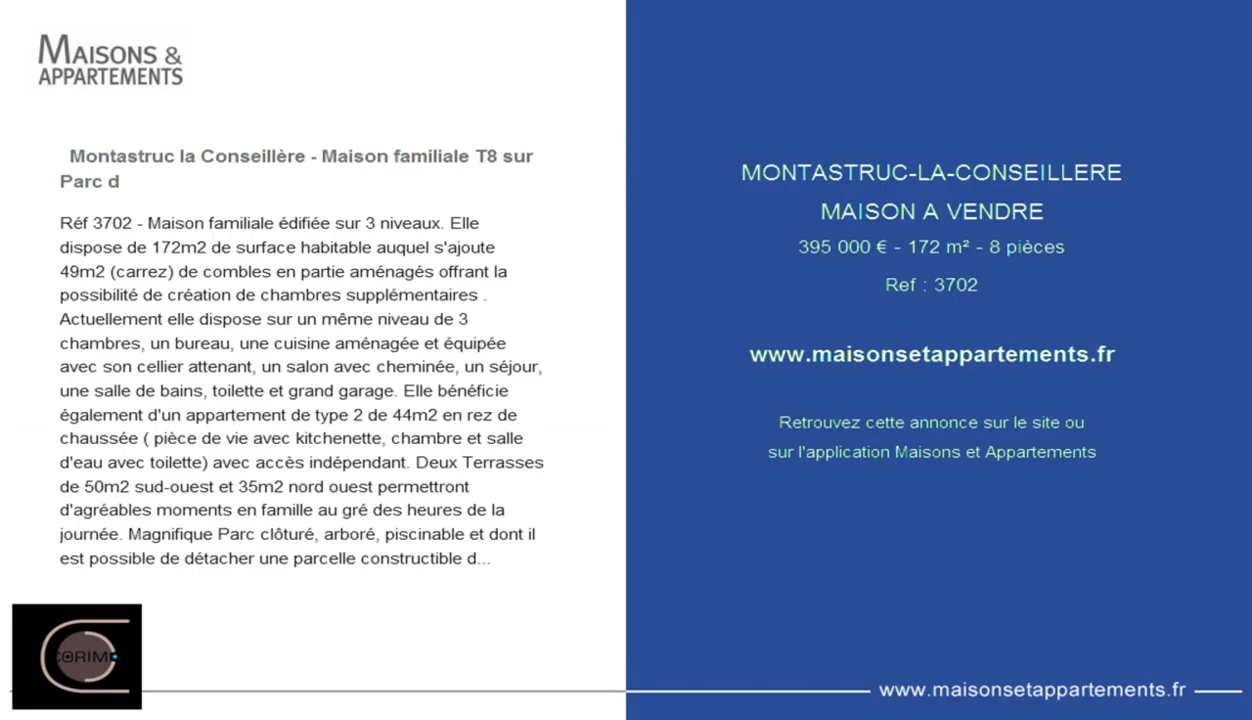 MAISONS &
APPARTEMENTS
Montastruc la Conseillère - Maison familiale T8 sur
Parc d
Réf 3702 - Maison familiale édifiée sur 3 niveaux. Elle
dispose de 172m2 de surface habitable auquel s'ajoute
49m2 (carrez) de combles en partie aménagés offrant la
possibilité de création de chambres supplémentaires .
Actuellement elle dispose sur un même niveau de 3
chambres, un bureau, une cuisine aménagée et équipée
avec son cellier attenant, un salon avec cheminée, un séjour,
une salle de bains, toilette et grand garage. Elle bénéficie
également d'un appartement de type 2 de 44m2 en rez de
chaussée ( pièce de vie avec kitchenette, chambre et salle
d'eau avec toilette) avec accès indépendant. Deux Terrasses
de 50m2 sud-ouest et 35m2 nord ouest permettront
d'agréables moments en famille au gré des heures de la
journée. Magnifique Parc clôturé, arboré, piscinable et dont il
est possible de détacher une parcelle constructible d...
MONTASTRUC-LA-CONSEILLERE
MAISON A VENDRE
395 000 € - 172 m² - 8 pièces
Ref : 3702
www.maisonsetappartements.fr
Retrouvez cette annonce sur le site ou
sur l'application Maisons et Appartements
www.maisonsetappartements.fr